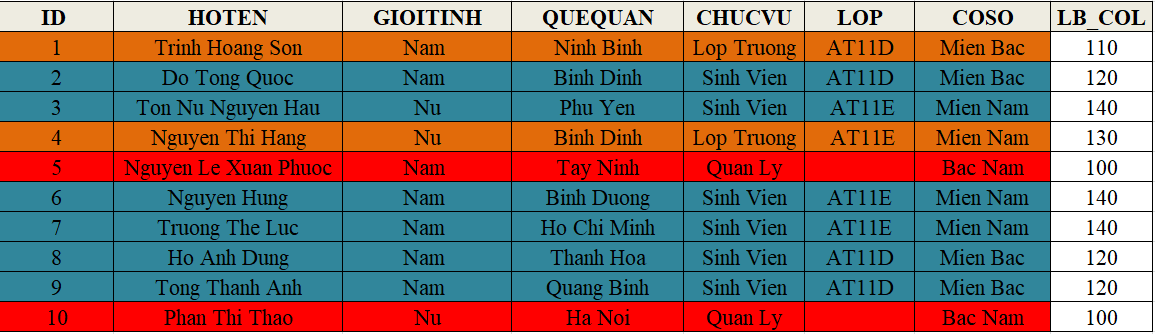 ID HOTEN GIOITINH QUEQUAN CHUCVU LOP COSO LB_COL
1 Trinh Hoang Son Nam Ninh Binh Lop Truong AT11D Mien Bac 110
2 Do Tong Quoc Nam Binh Dinh Sinh Vien AT11D Mien Bac 120
3 Ton Nu Nguyen Hau Nu Phu Yen Sinh Vien AT11E Mien Nam 140
4 Nguyen Thi Hang Nu Binh Dinh Lop Truong AT11E Mien Nam 130
5 Nguyen Le Xuan Phuoc Nam Tay Ninh Quan Ly Bac Nam 100
6 Nguyen Hung Nam Binh Duong Sinh Vien AT11E Mien Nam 140
7 Truong The Luc Nam Ho Chi Minh Sinh Vien AT11E Mien Nam 140
8 Ho Anh Dung Nam Thanh Hoa Sinh Vien AT11D Mien Bac 120
9 Tong Thanh Anh Nam Quang Binh Sinh Vien AT11D Mien Bac 120
10 Phan Thi Thao Nu Ha Noi Quan Ly Bac Nam 100